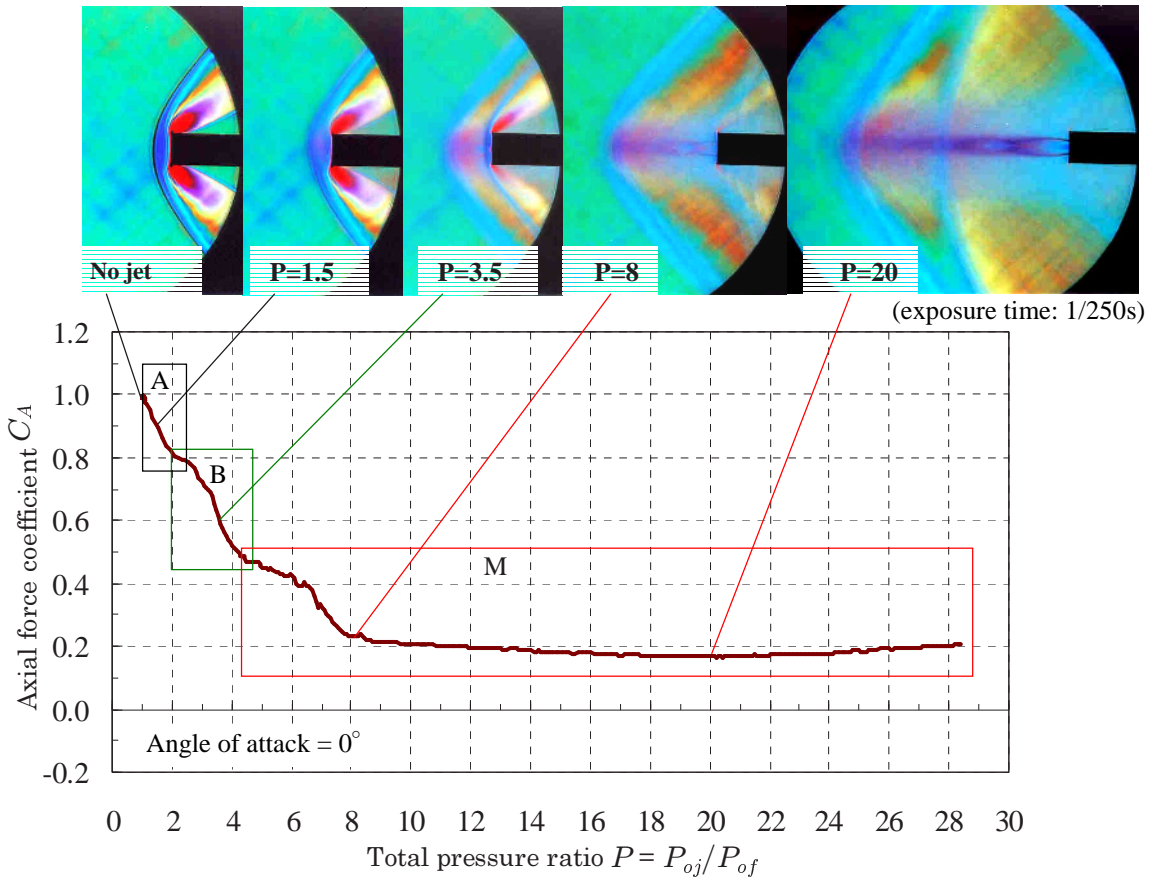 No jet P=1.5 P=3.5 P=8 P=20
(exposure time: 1/250s)
1.2
A
1.0
0.8
B
0.6
M
0.4
0.2
0.0
Angle of attack = 0°
-0.2
Axial force coefficient C_A
0 2 4 6 8 10 12 14 16 18 20 22 24 26 28 30
Total pressure ratio P = P_oj/P_of